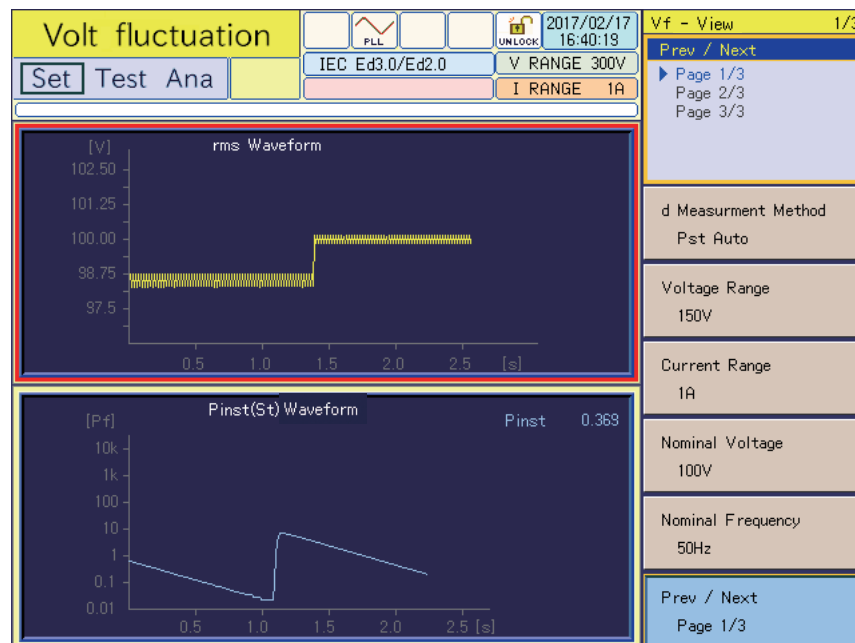 Volt fluctuation
PLL
UNLOCK
2017/02/17
16:40:19
Set Test Ana
IEC Ed3.0/Ed2.0
V RANGE 300V
I RANGE 1A
[V]
rms Waveform
102.50
101.25
100.00
98.75
97.5
0.5 1.0 1.5 2.0 2.5 [s]
[Pf]
Pinst(St) Waveform
Pinst 0.369
10k
1k
100
10
1
0.1
0.01
0.5 1.0 1.5 2.0 2.5 [s]
Vf - View 1/3
Prev / Next
Page 1/3
Page 2/3
Page 3/3
d Measurment Method
Pst Auto
Voltage Range
150V
Current Range
1A
Nominal Voltage
100V
Nominal Frequency
50Hz
Prev / Next
Page 1/3